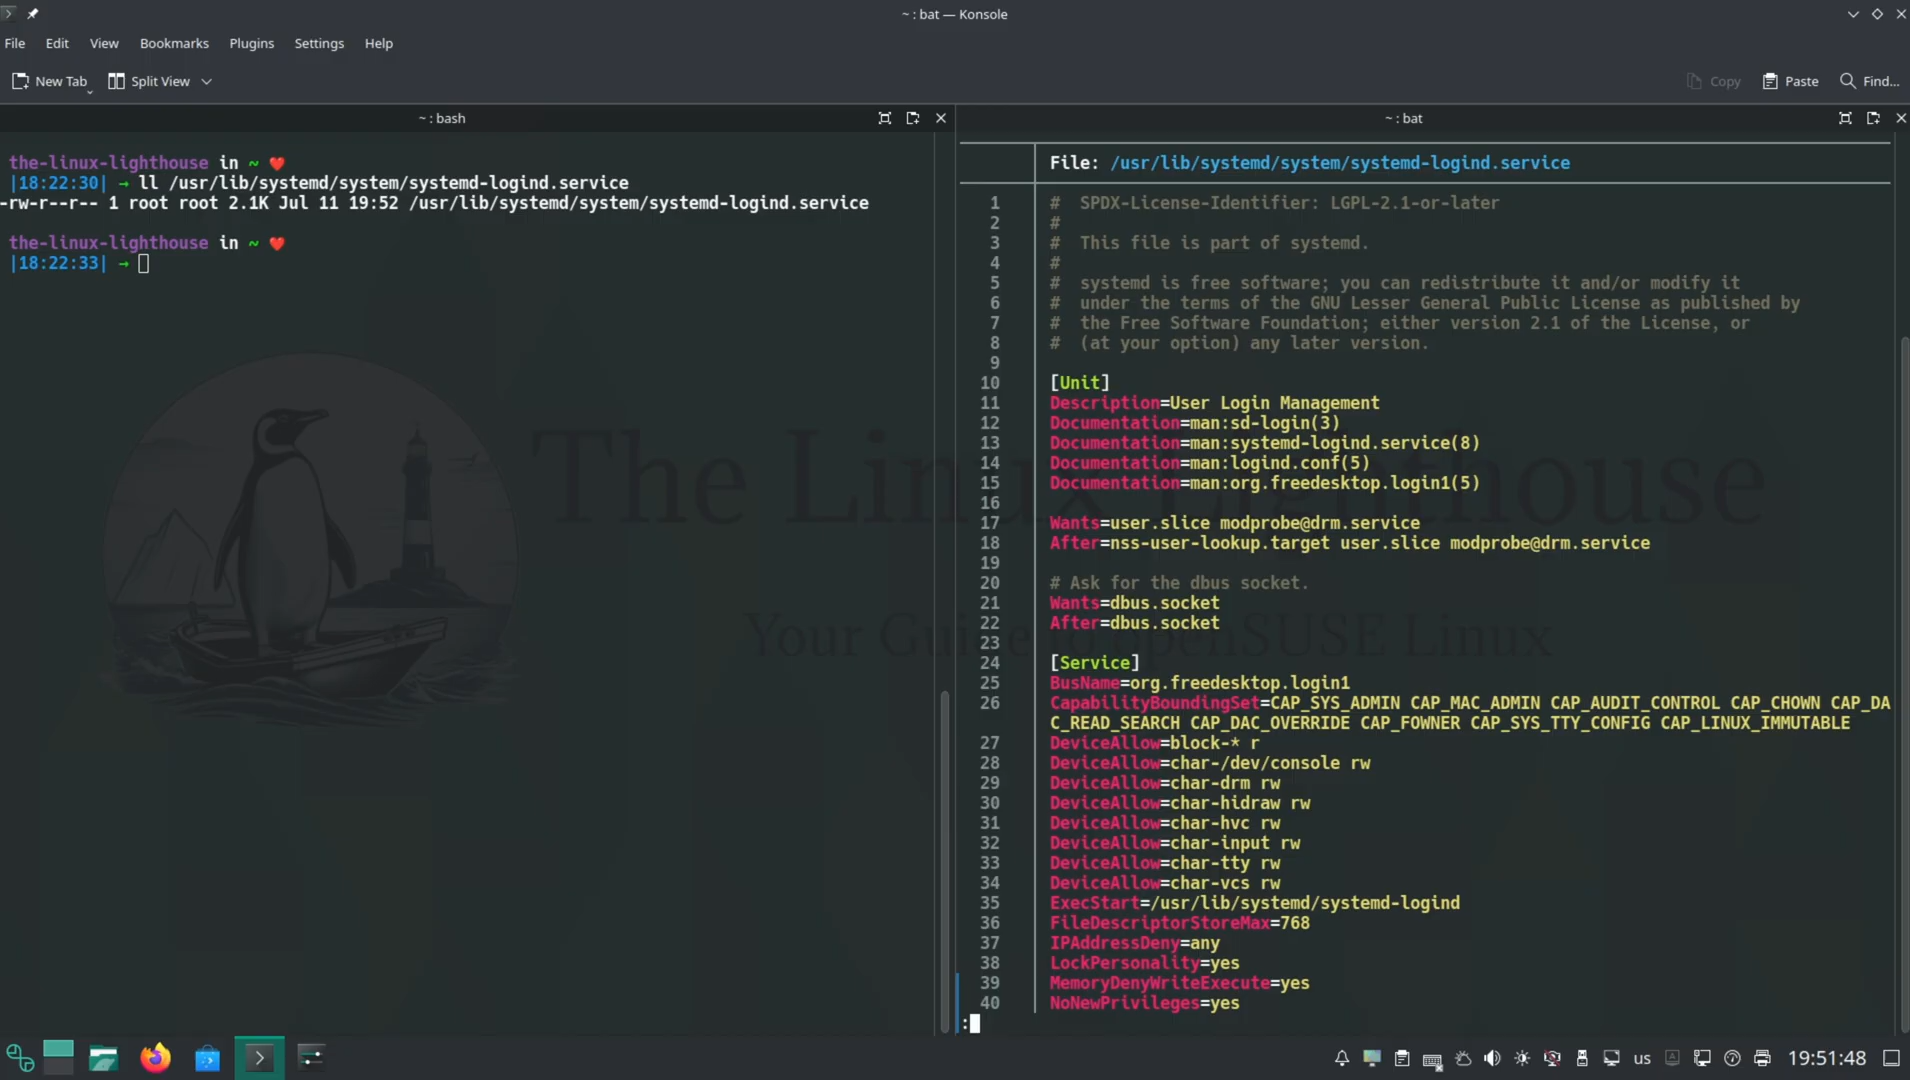 ~ : bat — Konsole
File Edit View Bookmarks Plugins Settings Help
New Tab Split View Copy Paste Find...
~ : bash
the-linux-lighthouse in ~ ❤
|18:22:30| → ll /usr/lib/systemd/system/systemd-logind.service
-rw-r--r-- 1 root root 2.1K Jul 11 19:52 /usr/lib/systemd/system/systemd-logind.service
the-linux-lighthouse in ~ ❤
|18:22:33| →
~ : bat
File: /usr/lib/systemd/system/systemd-logind.service
1 # SPDX-License-Identifier: LGPL-2.1-or-later
2 #
3 # This file is part of systemd.
4 #
5 # systemd is free software; you can redistribute it and/or modify it
6 # under the terms of the GNU Lesser General Public License as published by
7 # the Free Software Foundation; either version 2.1 of the License, or
8 # (at your option) any later version.
9
10 [Unit]
11 Description=User Login Management
12 Documentation=man:sd-login(3)
13 Documentation=man:systemd-logind.service(8)
14 Documentation=man:logind.conf(5)
15 Documentation=man:org.freedesktop.login1(5)
16
17 Wants=user.slice modprobe@drm.service
18 After=nss-user-lookup.target user.slice modprobe@drm.service
19
20 # Ask for the dbus socket.
21 Wants=dbus.socket
22 After=dbus.socket
23
24 [Service]
25 BusName=org.freedesktop.login1
26 CapabilityBoundingSet=CAP_SYS_ADMIN CAP_MAC_ADMIN CAP_AUDIT_CONTROL CAP_CHOWN CAP_DA
C_READ_SEARCH CAP_DAC_OVERRIDE CAP_FOWNER CAP_SYS_TTY_CONFIG CAP_LINUX_IMMUTABLE
27 DeviceAllow=block-* r
28 DeviceAllow=char-/dev/console rw
29 DeviceAllow=char-drm rw
30 DeviceAllow=char-hidraw rw
31 DeviceAllow=char-hvc rw
32 DeviceAllow=char-input rw
33 DeviceAllow=char-tty rw
34 DeviceAllow=char-vcs rw
35 ExecStart=/usr/lib/systemd/systemd-logind
36 FileDescriptorStoreMax=768
37 IPAddressDeny=any
38 LockPersonality=yes
39 MemoryDenyWriteExecute=yes
40 NoNewPrivileges=yes
:
The Linux Lighthouse
Your Guide to openSUSE Linux
us 19:51:48